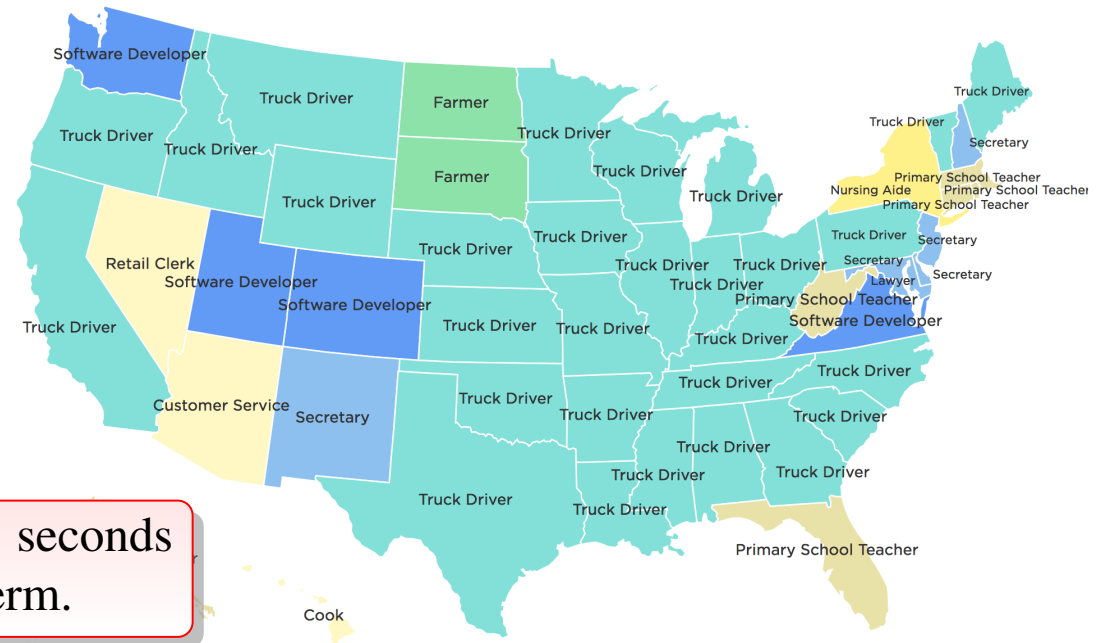 Software Developer
Truck Driver
Farmer
Truck Driver
Truck Driver
Truck Driver
Truck Driver
Truck Driver
Secretary
Truck Driver
Truck Driver
Farmer
Primary School Teacher
Nursing Aide
Primary School Teacher
Truck Driver
Primary School Teacher
Truck Driver
Truck Driver
Truck Driver
Truck Driver
Secretary
Retail Clerk
Truck Driver
Truck Driver
Secretary
Secretary
Software Developer
Truck Driver
Lawyer
Software Developer
Primary School Teacher
Truck Driver
Truck Driver
Truck Driver
Software Developer
Truck Driver
Truck Driver
Truck Driver
Customer Service
Secretary
Truck Driver
Truck Driver
Truck Driver
Truck Driver
Truck Driver
Truck Driver
Truck Driver
Truck Driver
seconds
Primary School Teacher
erm.
r
Cook